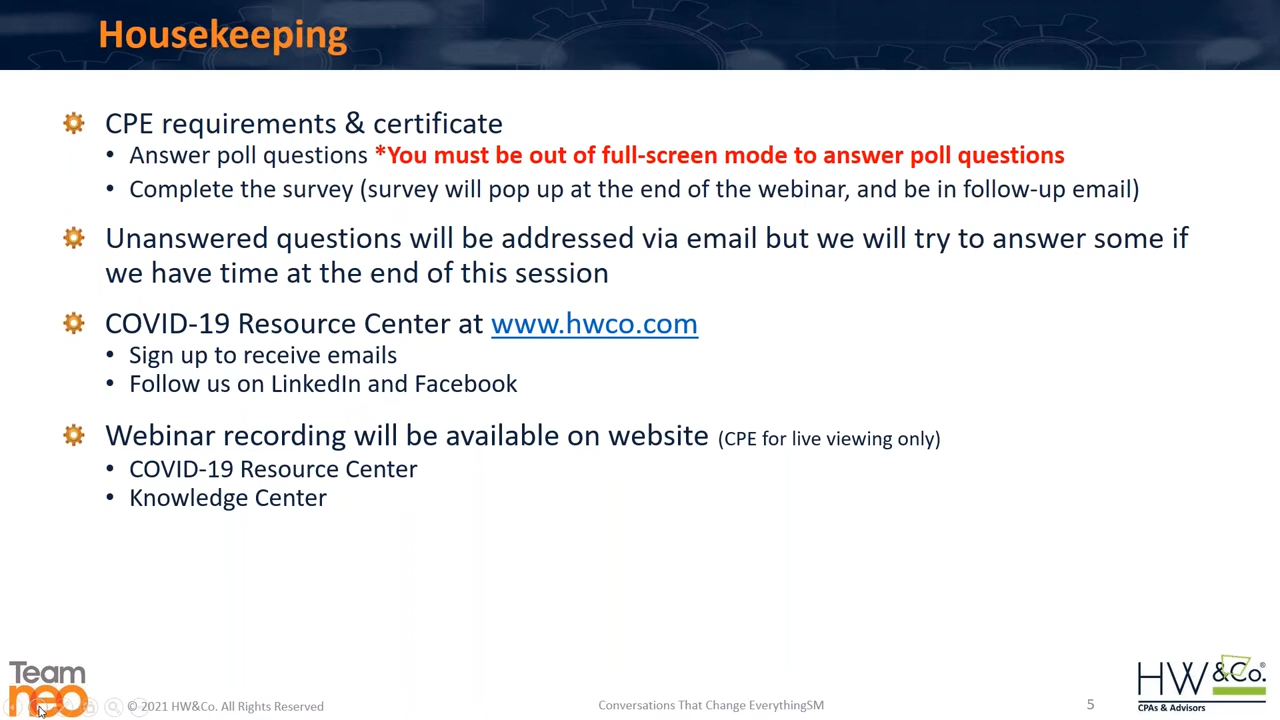 Housekeeping
CPE requirements & certificate
• Answer poll questions *You must be out of full-screen mode to answer poll questions
• Complete the survey (survey will pop up at the end of the webinar, and be in follow-up email)
Unanswered questions will be addressed via email but we will try to answer some if
we have time at the end of this session
COVID-19 Resource Center at www.hwco.com
• Sign up to receive emails
• Follow us on LinkedIn and Facebook
Webinar recording will be available on website (CPE for live viewing only)
• COVID-19 Resource Center
• Knowledge Center
Team
neo
© 2021 HW&Co. All Rights Reserved
Conversations That Change EverythingSM
5
HW&Co.®
CPAs & Advisors